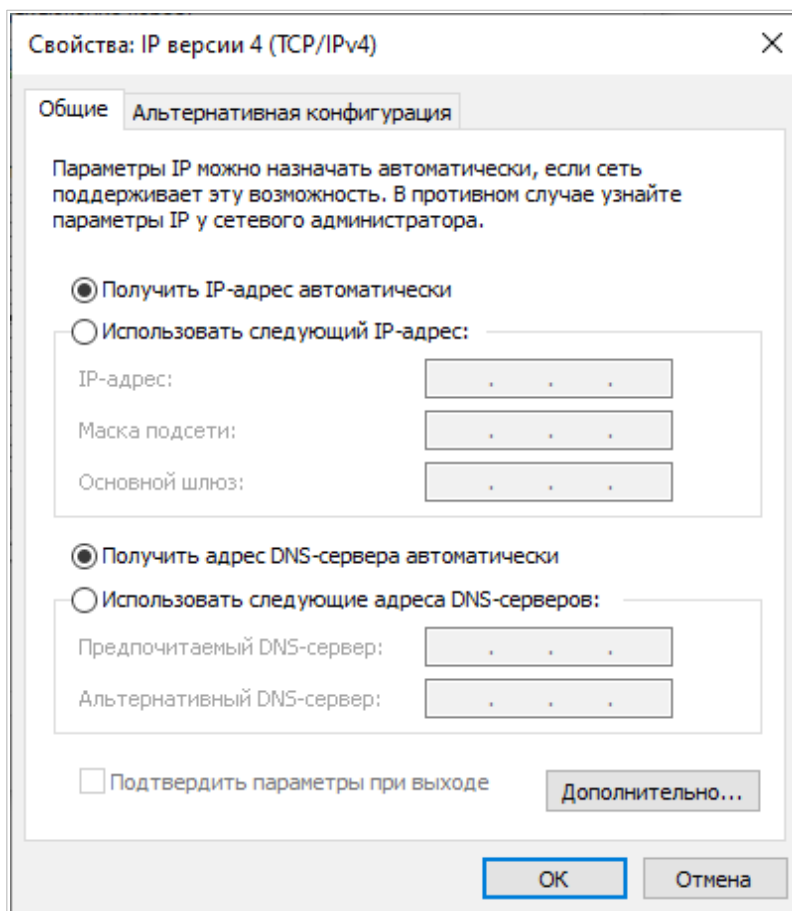 Свойства: IP версии 4 (TCP/IPv4)
Общие
Альтернативная конфигурация
Параметры IP можно назначать автоматически, если сеть
поддерживает эту возможность. В противном случае узнайте
параметры IP у сетевого администратора.
Получить IP-адрес автоматически
Использовать следующий IP-адрес:
IP-адрес:
Маска подсети:
Основной шлюз:
Получить адрес DNS-сервера автоматически
Использовать следующие адреса DNS-серверов:
Предпочитаемый DNS-сервер:
Альтернативный DNS-сервер:
Подтвердить параметры при выходе
Дополнительно...
ОК
Отмена